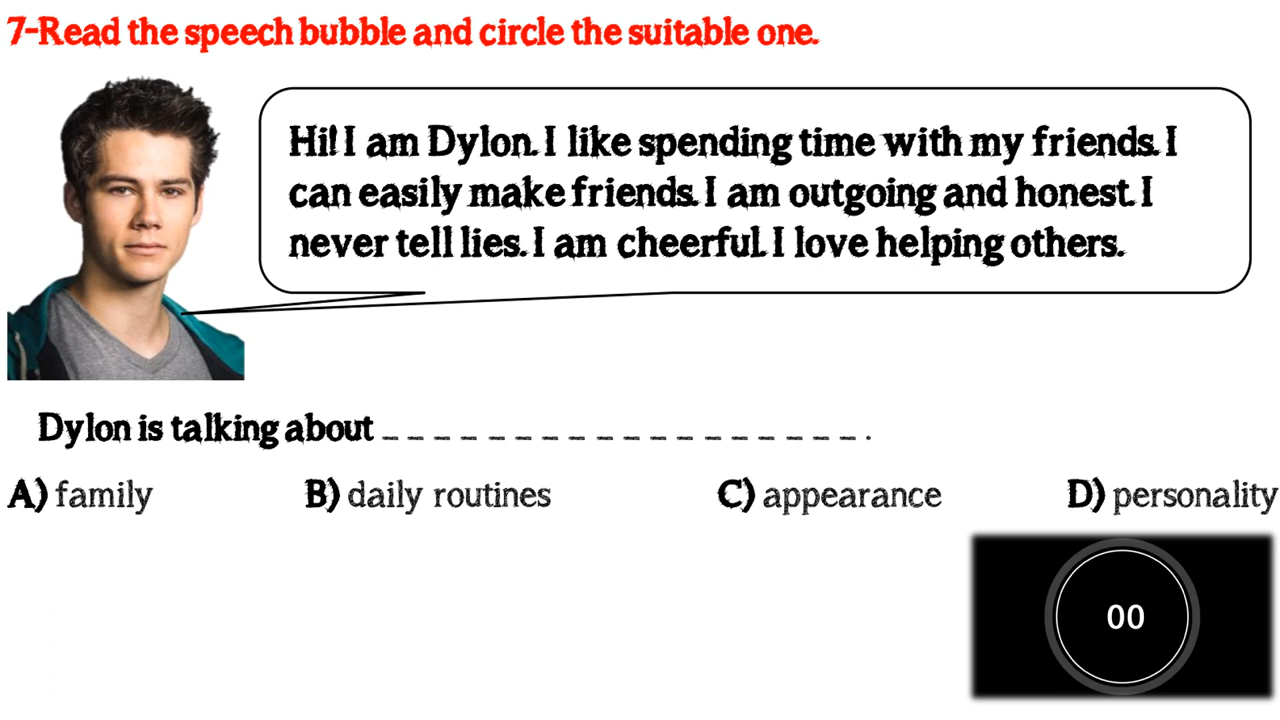 7-Read the speech bubble and circle the suitable one.
Hi! I am Dylon. I like spending time with my friends. I
can easily make friends. I am outgoing and honest. I
never tell lies. I am cheerful. I love helping others.
Dylon is talking about _ _ _ _ _ _ _ _ _ _ _ _ _ _ _ _ _ _ .
A) family B) daily routines C) appearance D) personality
00